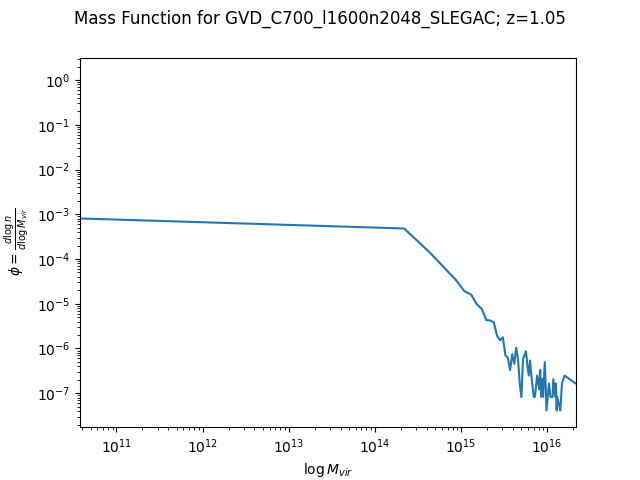 Mass Function for GVD_C700_l1600n2048_SLEGAC; z=1.05
10^0
10^-1
10^-2
10^-3
10^-4
10^-5
10^-6
10^-7
ϕ = d log n / d log M_vir
10^11 10^12 10^13 10^14 10^15 10^16
log M_vir